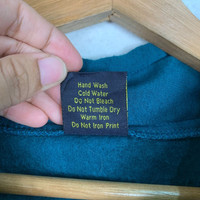 Hand Wash
Cold Water
Do Not Bleach
Do Not Tumble Dry
Warm Iron
Do Not Iron Print